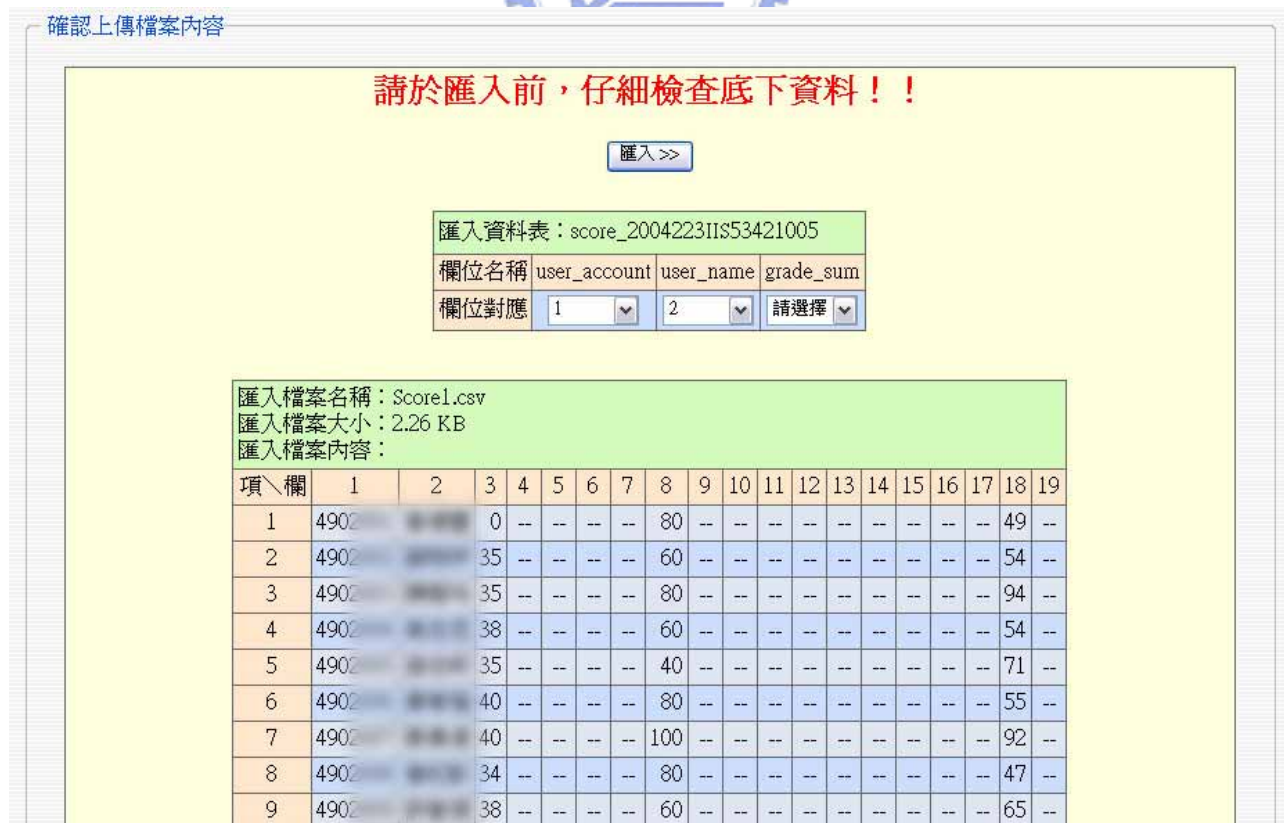 確認上傳檔案內容
請於匯入前，仔細檢查底下資料！！
匯入 >>
匯入資料表：score_2004223IIS53421005
欄位名稱 user_account user_name grade_sum
欄位對應 1 2 請選擇
匯入檔案名稱：Score1.csv
匯入檔案大小：2.26 KB
匯入檔案內容：
項＼欄 1 2 3 4 5 6 7 8 9 10 11 12 13 14 15 16 17 18 19
1 4902 0 -- -- -- -- 80 -- -- -- -- -- -- -- -- -- 49 --
2 4902 35 -- -- -- -- 60 -- -- -- -- -- -- -- -- -- 54 --
3 4902 35 -- -- -- -- 80 -- -- -- -- -- -- -- -- -- 94 --
4 4902 38 -- -- -- -- 60 -- -- -- -- -- -- -- -- -- 54 --
5 4902 35 -- -- -- -- 40 -- -- -- -- -- -- -- -- -- 71 --
6 4902 40 -- -- -- -- 80 -- -- -- -- -- -- -- -- -- 55 --
7 4902 40 -- -- -- -- 100 -- -- -- -- -- -- -- -- -- 92 --
8 4902 34 -- -- -- -- 80 -- -- -- -- -- -- -- -- -- 47 --
9 4902 38 -- -- -- -- 60 -- -- -- -- -- -- -- -- -- 65 --